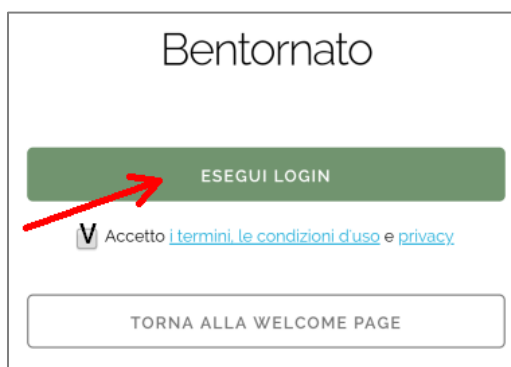 Bentornato
ESEGUI LOGIN
V Accetto i termini, le condizioni d'uso e privacy
TORNA ALLA WELCOME PAGE